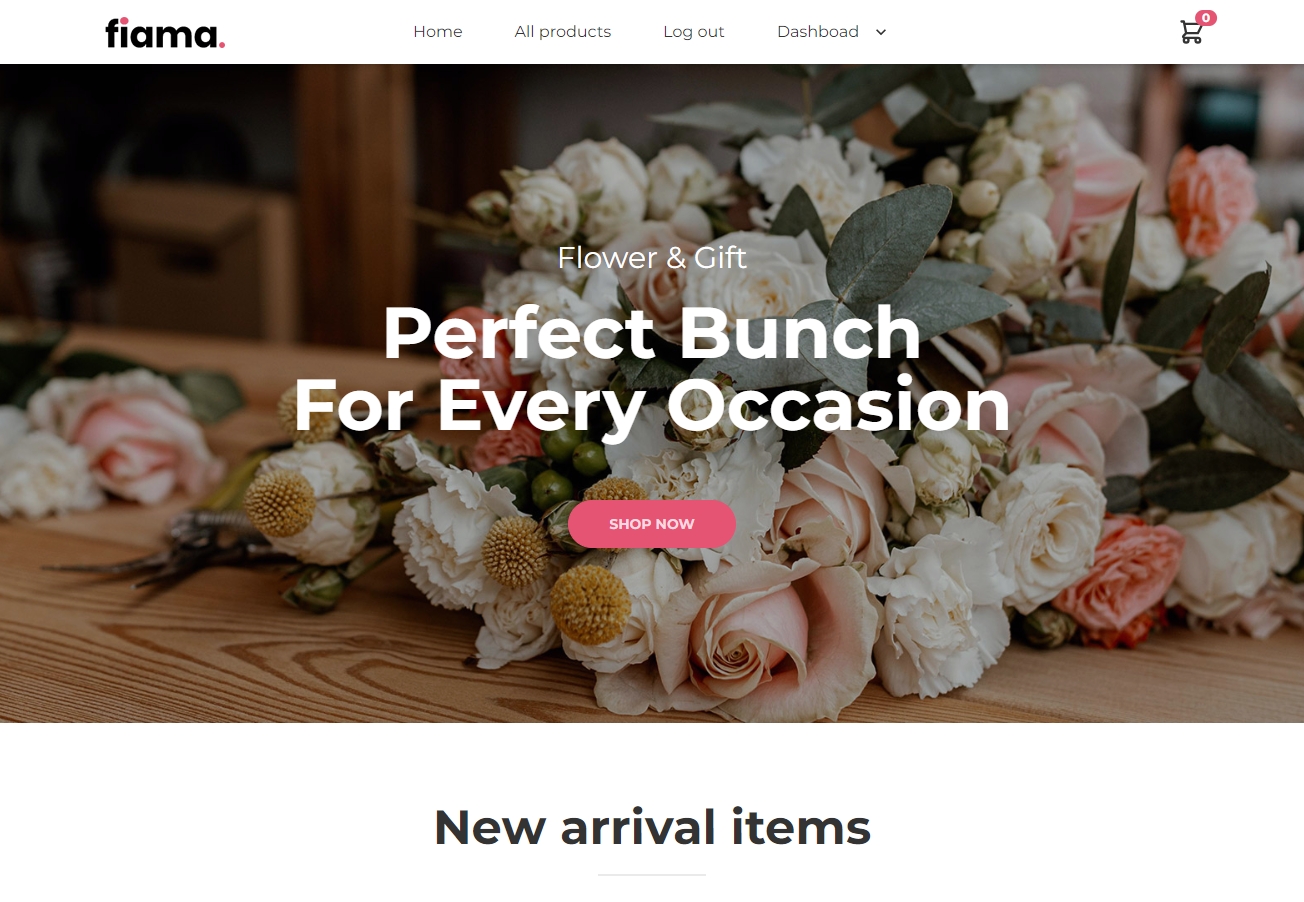 fiama.
Home
All products
Log out
Dashboad
0
Flower & Gift
Perfect Bunch
For Every Occasion
SHOP NOW
New arrival items